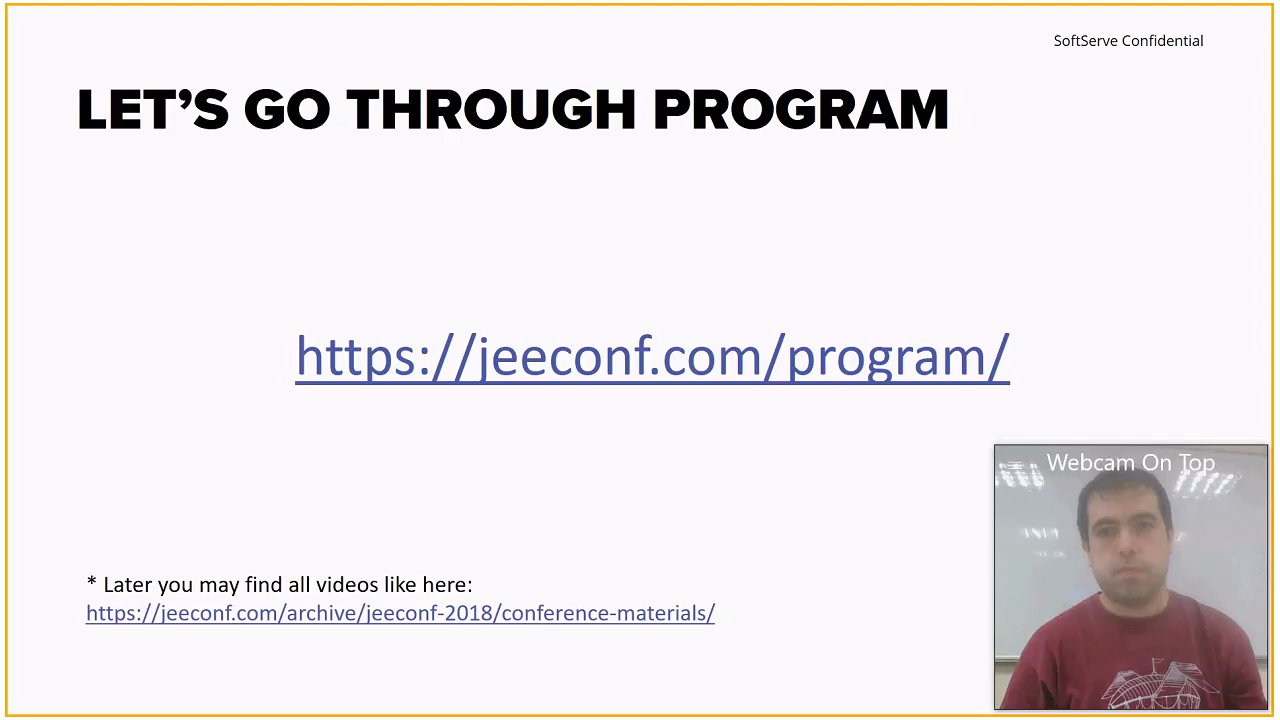 SoftServe Confidential
LET’S GO THROUGH PROGRAM
https://jeeconf.com/program/
Webcam On Top
* Later you may find all videos like here:
https://jeeconf.com/archive/jeeconf-2018/conference-materials/